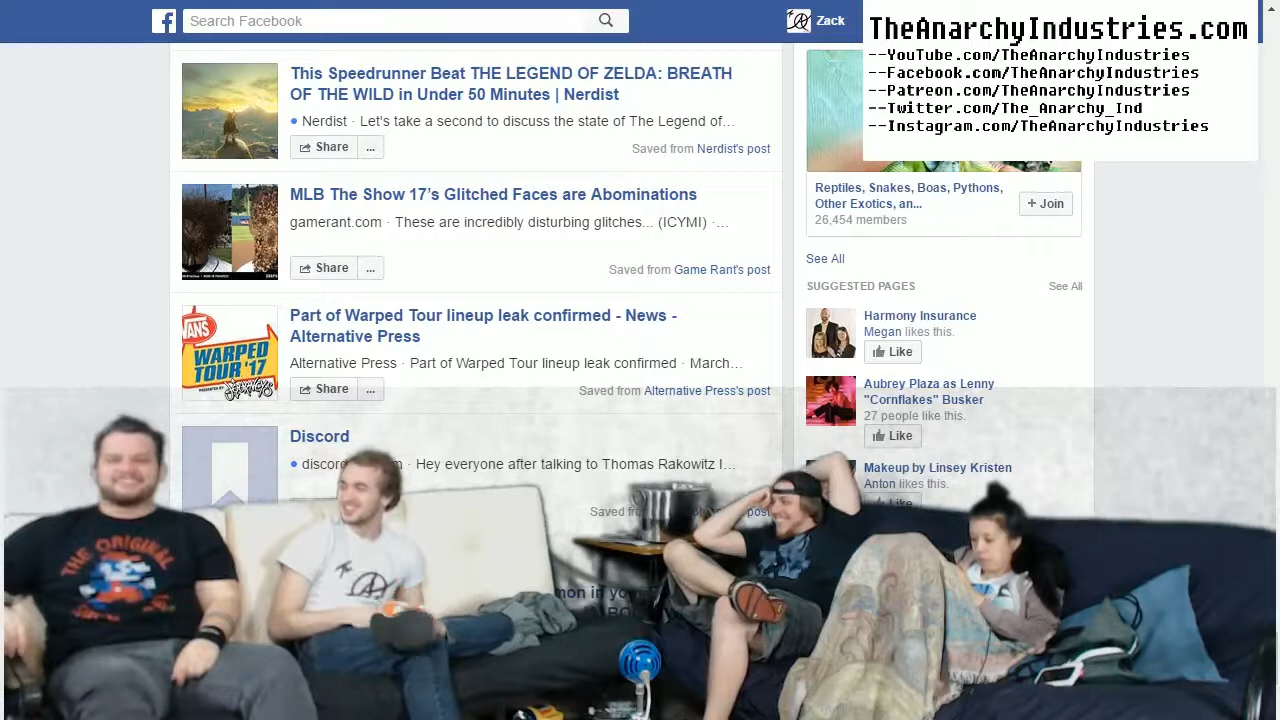 Search Facebook
Zack
TheAnarchyIndustries.com
--YouTube.com/TheAnarchyIndustries
--Facebook.com/TheAnarchyIndustries
--Patreon.com/TheAnarchyIndustries
--Twitter.com/The_Anarchy_Ind
--Instagram.com/TheAnarchyIndustries
This Speedrunner Beat THE LEGEND OF ZELDA: BREATH
OF THE WILD in Under 50 Minutes | Nerdist
Nerdist · Let's take a second to discuss the state of The Legend of...
Share
...
Saved from Nerdist's post
MLB The Show 17's Glitched Faces are Abominations
gamerant.com · These are incredibly disturbing glitches... (ICYMI) ·...
Share
...
Saved from Game Rant's post
VANS
WARPED
TOUR '17
Part of Warped Tour lineup leak confirmed - News -
Alternative Press
Alternative Press · Part of Warped Tour lineup leak confirmed · March...
Share
...
Saved from Alternative Press's post
Discord
Hey everyone after talking to Thomas Rakowitz I...
Saved
post
Reptiles, Snakes, Boas, Pythons,
Other Exotics, an...
26,454 members
+ Join
See All
SUGGESTED PAGES
See All
Harmony Insurance
Megan likes this.
Like
Aubrey Plaza as Lenny
"Cornflakes" Busker
27 people like this.
Like
Makeup by Linsey Kristen
Anton likes this.
Like
THE ORIGINAL